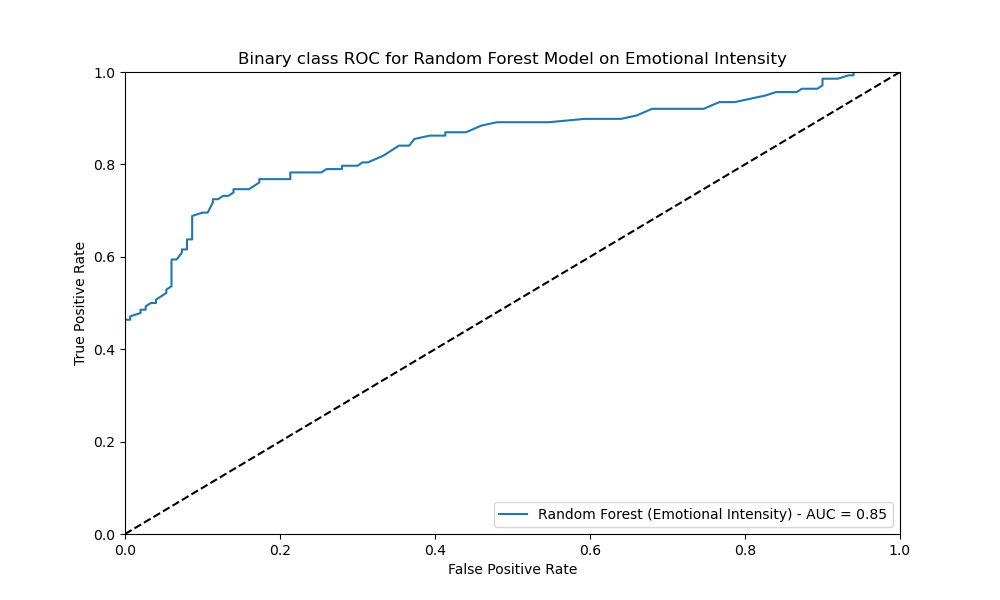 Binary class ROC for Random Forest Model on Emotional Intensity
1.0
0.8
0.6
0.4
0.2
0.0
True Positive Rate
Random Forest (Emotional Intensity) - AUC = 0.85
0.0 0.2 0.4 0.6 0.8 1.0
False Positive Rate